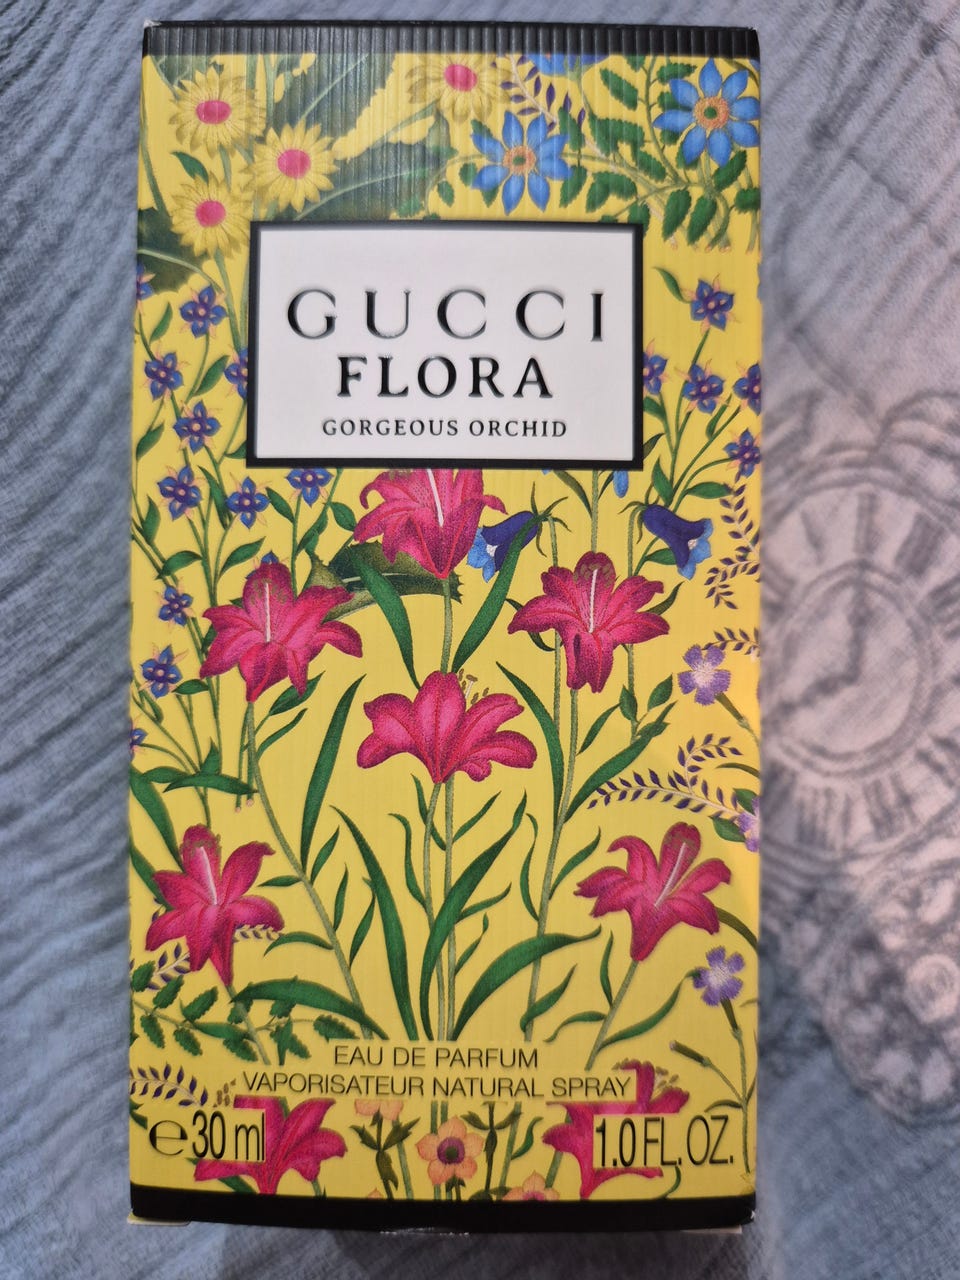 GUCCI
FLORA
GORGEOUS ORCHID
EAU DE PARFUM
VAPORISATEUR NATURAL SPRAY
℮ 30 ml 1.0 FL. OZ.